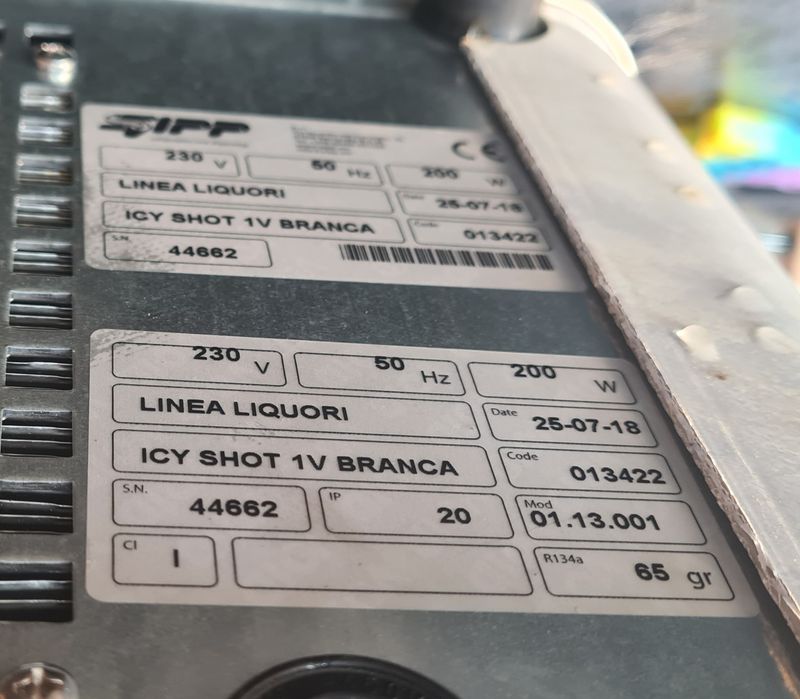 SIPP
CE
230 V 50 Hz 200 W
LINEA LIQUORI Date 25-07-18
ICY SHOT 1V BRANCA Code 013422
S.N. 44662
230 V 50 Hz 200 W
LINEA LIQUORI Date 25-07-18
ICY SHOT 1V BRANCA Code 013422
S.N. 44662 IP 20 Mod 01.13.001
Cl I R134a 65 gr